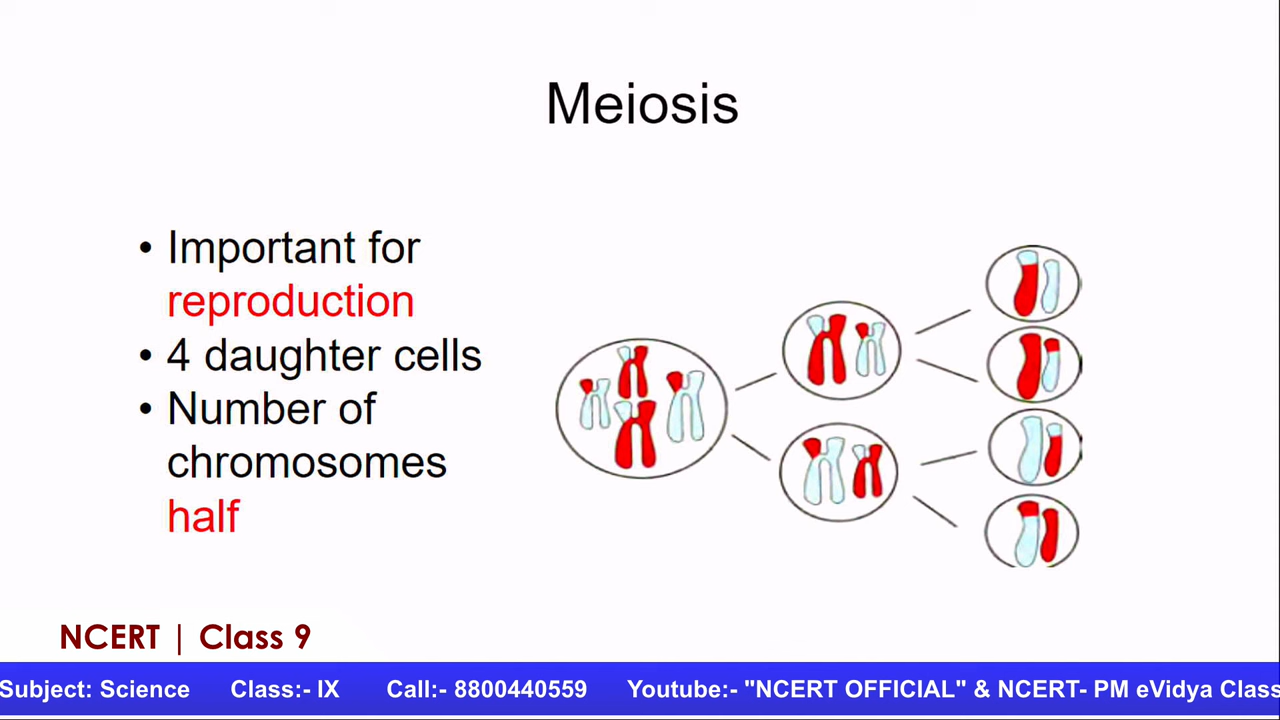 Meiosis
• Important for
reproduction
• 4 daughter cells
• Number of
chromosomes
half
NCERT | Class 9
Subject: Science Class:- IX Call:- 8800440559 Youtube:- "NCERT OFFICIAL" & NCERT- PM eVidya Class